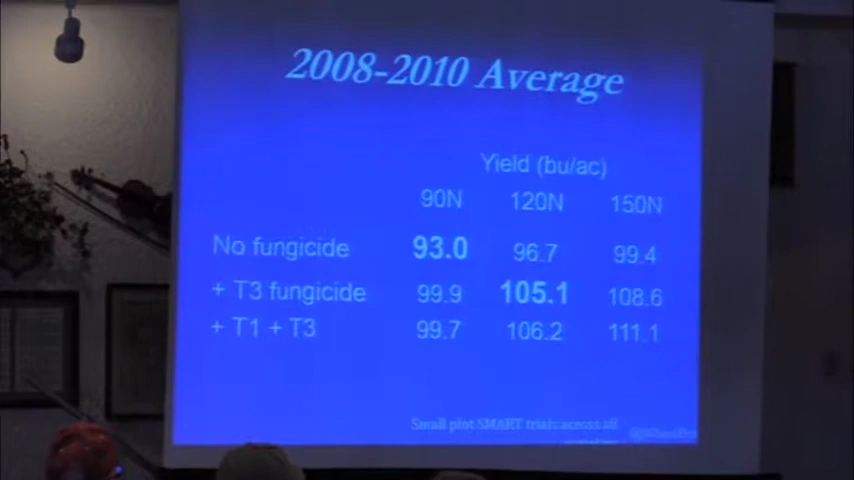 2008-2010 Average
Yield (bu/ac)
90N 120N 150N
No fungicide 93.0 96.7 99.4
+ T3 fungicide 99.9 105.1 108.6
+ T1 + T3 99.7 106.2 111.1
Small plot SMART trials across all